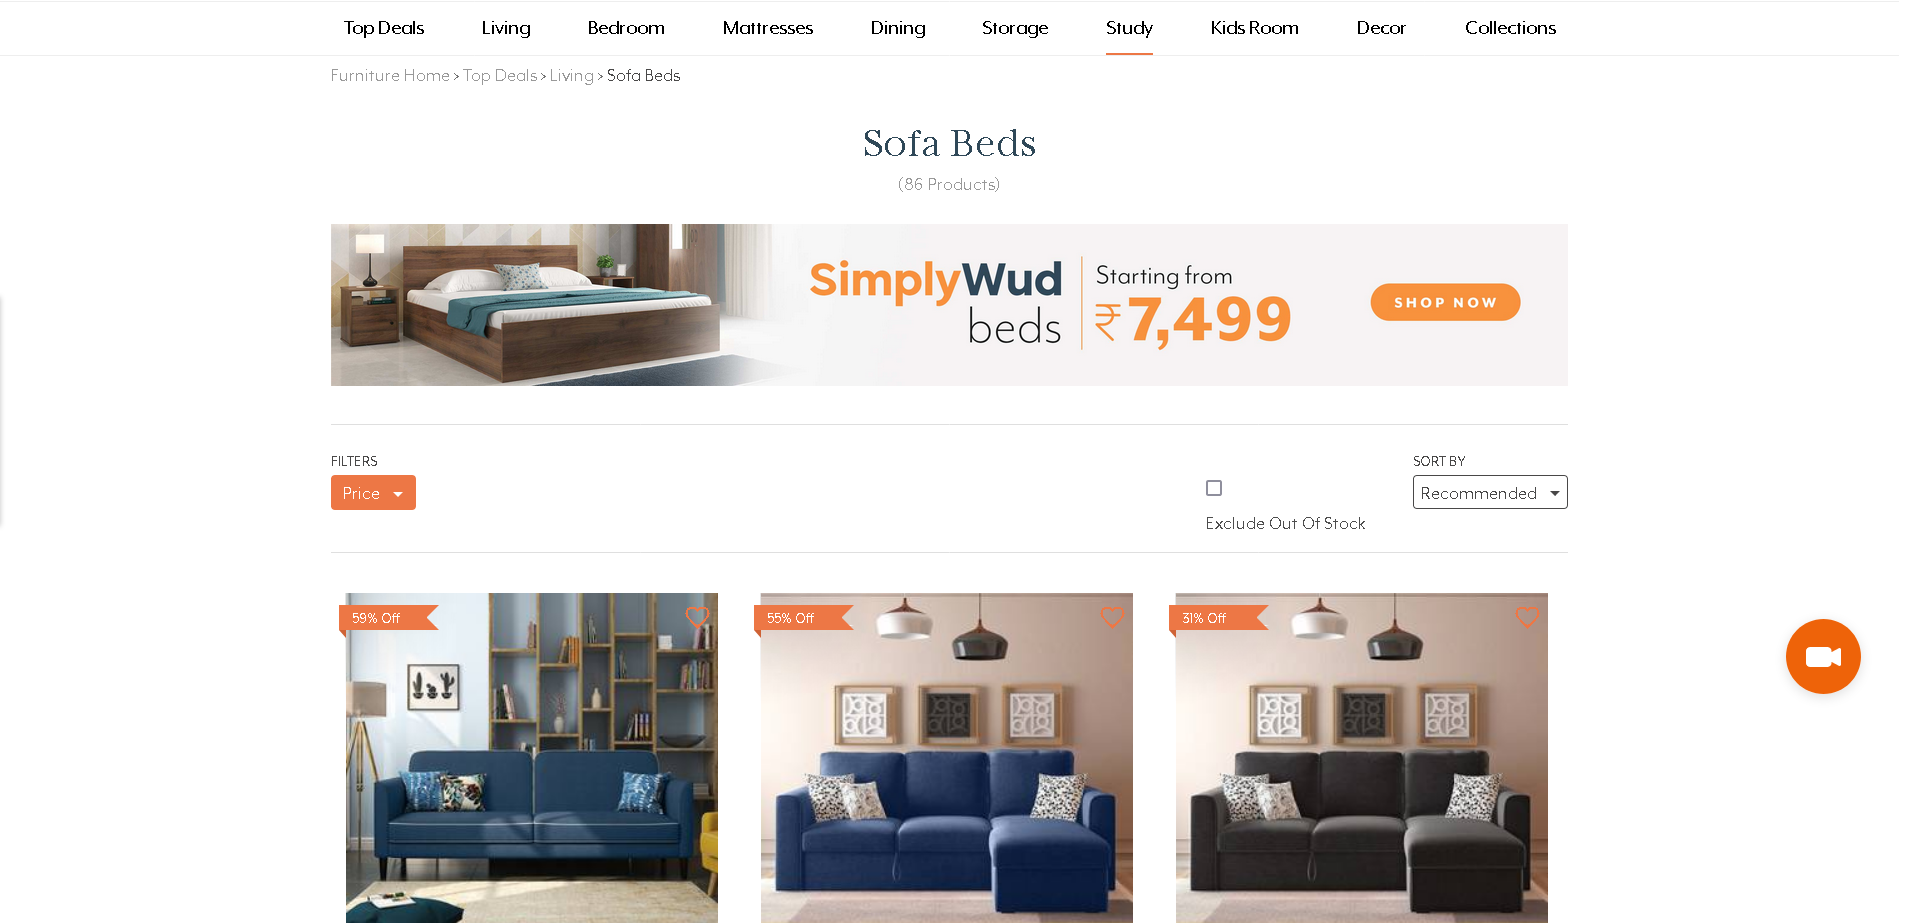 Top Deals Living Bedroom Mattresses Dining Storage Study Kids Room Decor Collections
Furniture Home > Top Deals > Living > Sofa Beds
Sofa Beds
(86 Products)
SimplyWud
beds
Starting from
₹7,499
SHOP NOW
FILTERS
Price
Exclude Out Of Stock
SORT BY
Recommended
59% Off
55% Off
31% Off